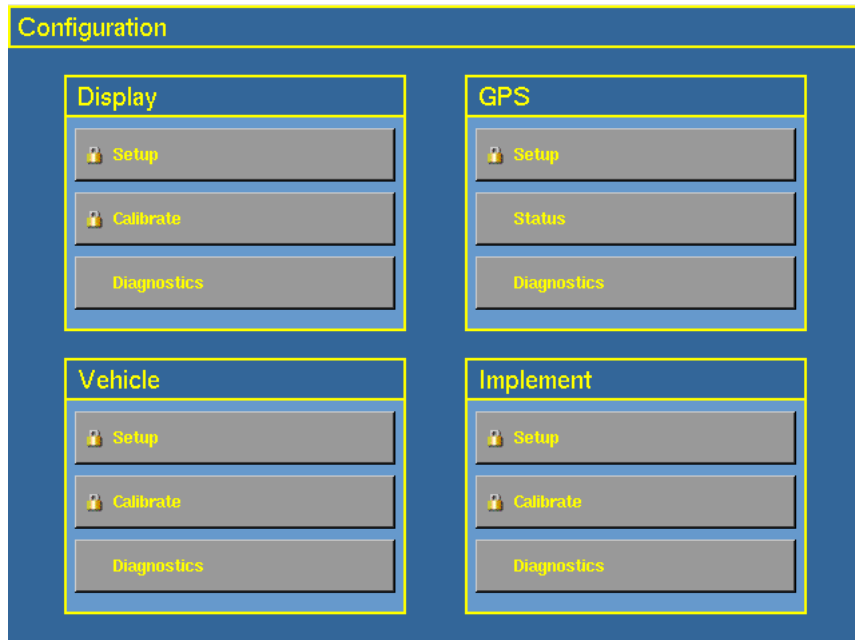 Configuration
Display
Setup
Calibrate
Diagnostics
GPS
Setup
Status
Diagnostics
Vehicle
Setup
Calibrate
Diagnostics
Implement
Setup
Calibrate
Diagnostics